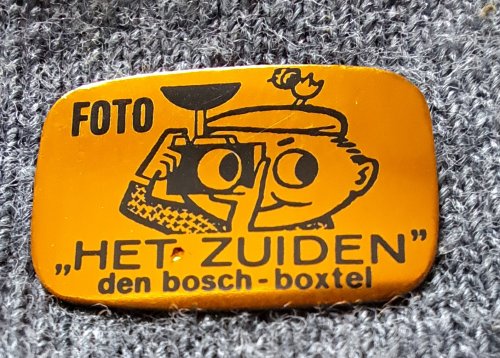 FOTO
„HET ZUIDEN”
den bosch-boxtel